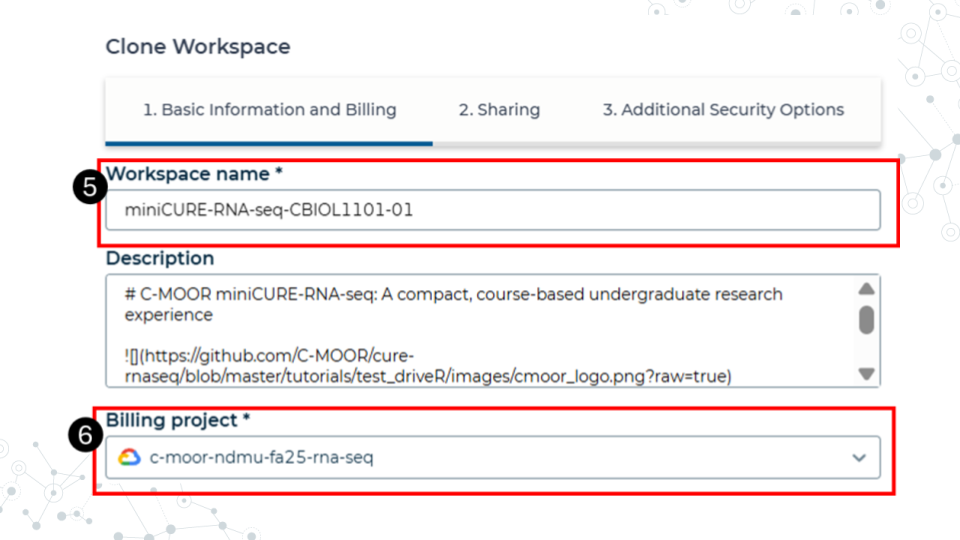 Clone Workspace
1. Basic Information and Billing 2. Sharing 3. Additional Security Options
5
Workspace name *
miniCURE-RNA-seq-CBIOL1101-01
Description
# C-MOOR miniCURE-RNA-seq: A compact, course-based undergraduate research
experience
![](https://github.com/C-MOOR/cure-
rnaseq/blob/master/tutorials/test_driveR/images/cmoor_logo.png?raw=true)
6
Billing project *
c-moor-ndmu-fa25-rna-seq